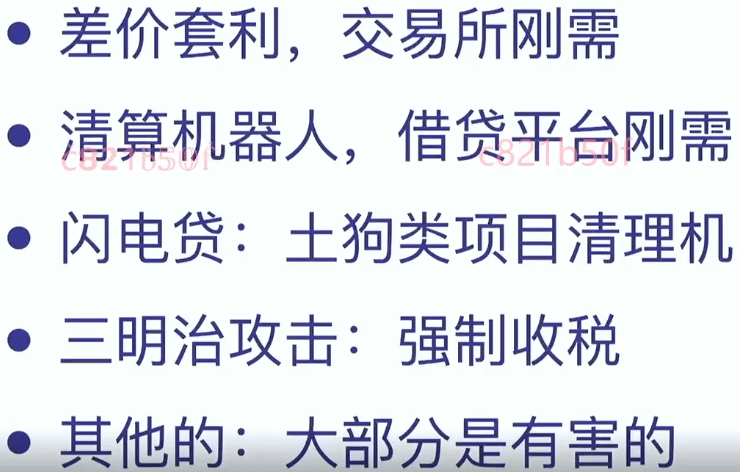 • 差价套利，交易所刚需
• 清算机器人，借贷平台刚需
c821b50f c821b50f
• 闪电贷：土狗类项目清理机
• 三明治攻击：强制收税
• 其他的：大部分是有害的